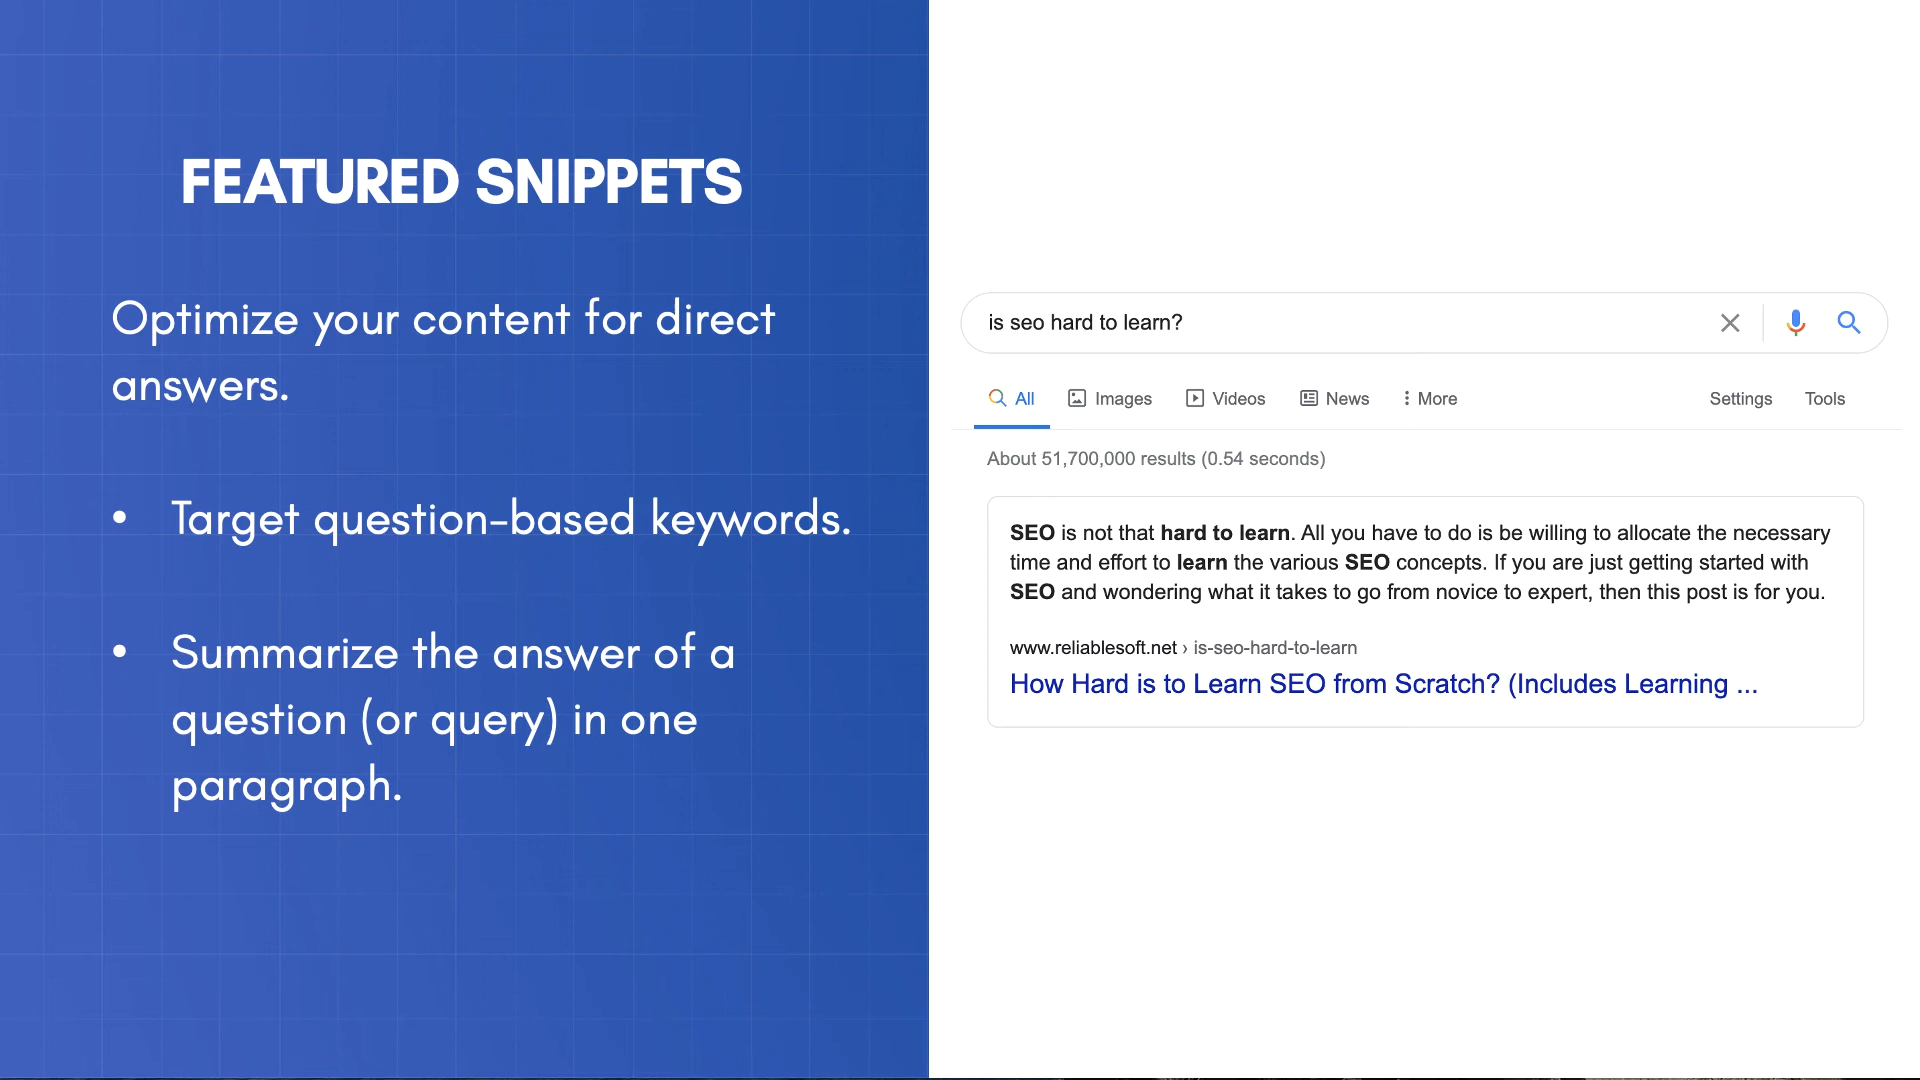 FEATURED SNIPPETS
Optimize your content for direct
answers.
• Target question-based keywords.
• Summarize the answer of a
question (or query) in one
paragraph.
is seo hard to learn?
All Images Videos News More Settings Tools
About 51,700,000 results (0.54 seconds)
SEO is not that hard to learn. All you have to do is be willing to allocate the necessary
time and effort to learn the various SEO concepts. If you are just getting started with
SEO and wondering what it takes to go from novice to expert, then this post is for you.
www.reliablesoft.net › is-seo-hard-to-learn
How Hard is to Learn SEO from Scratch? (Includes Learning ...